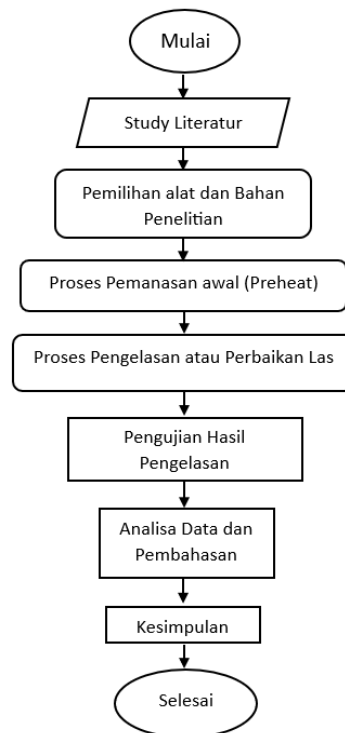 Mulai
Study Literatur
Pemilihan alat dan Bahan
Penelitian
Proses Pemanasan awal (Preheat)
Proses Pengelasan atau Perbaikan Las
Pengujian Hasil
Pengelasan
Analisa Data dan
Pembahasan
Kesimpulan
Selesai